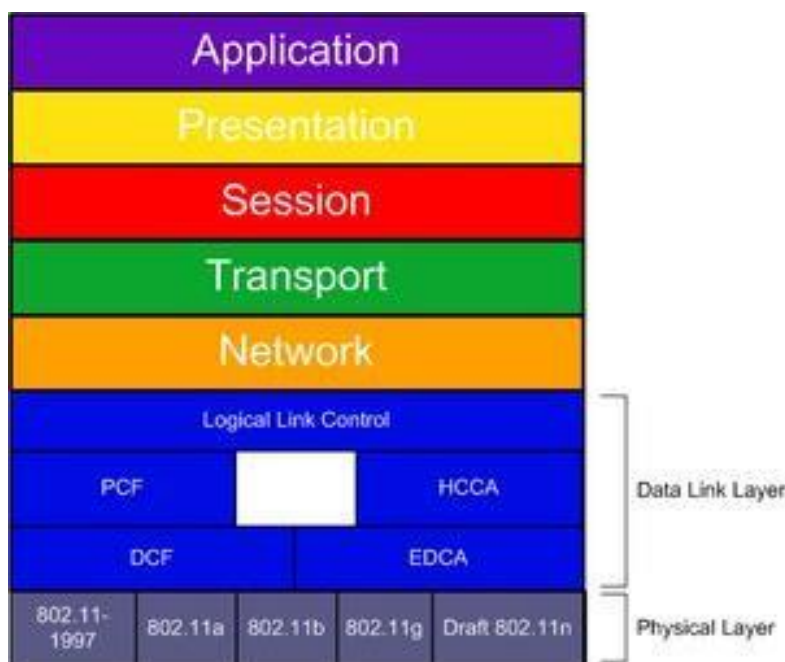 Application
Presentation
Session
Transport
Network
Logical Link Control
PCF
HCCA
Data Link Layer
DCF
EDCA
802.11-
1997
802.11a
802.11b
802.11g
Draft 802.11n
Physical Layer